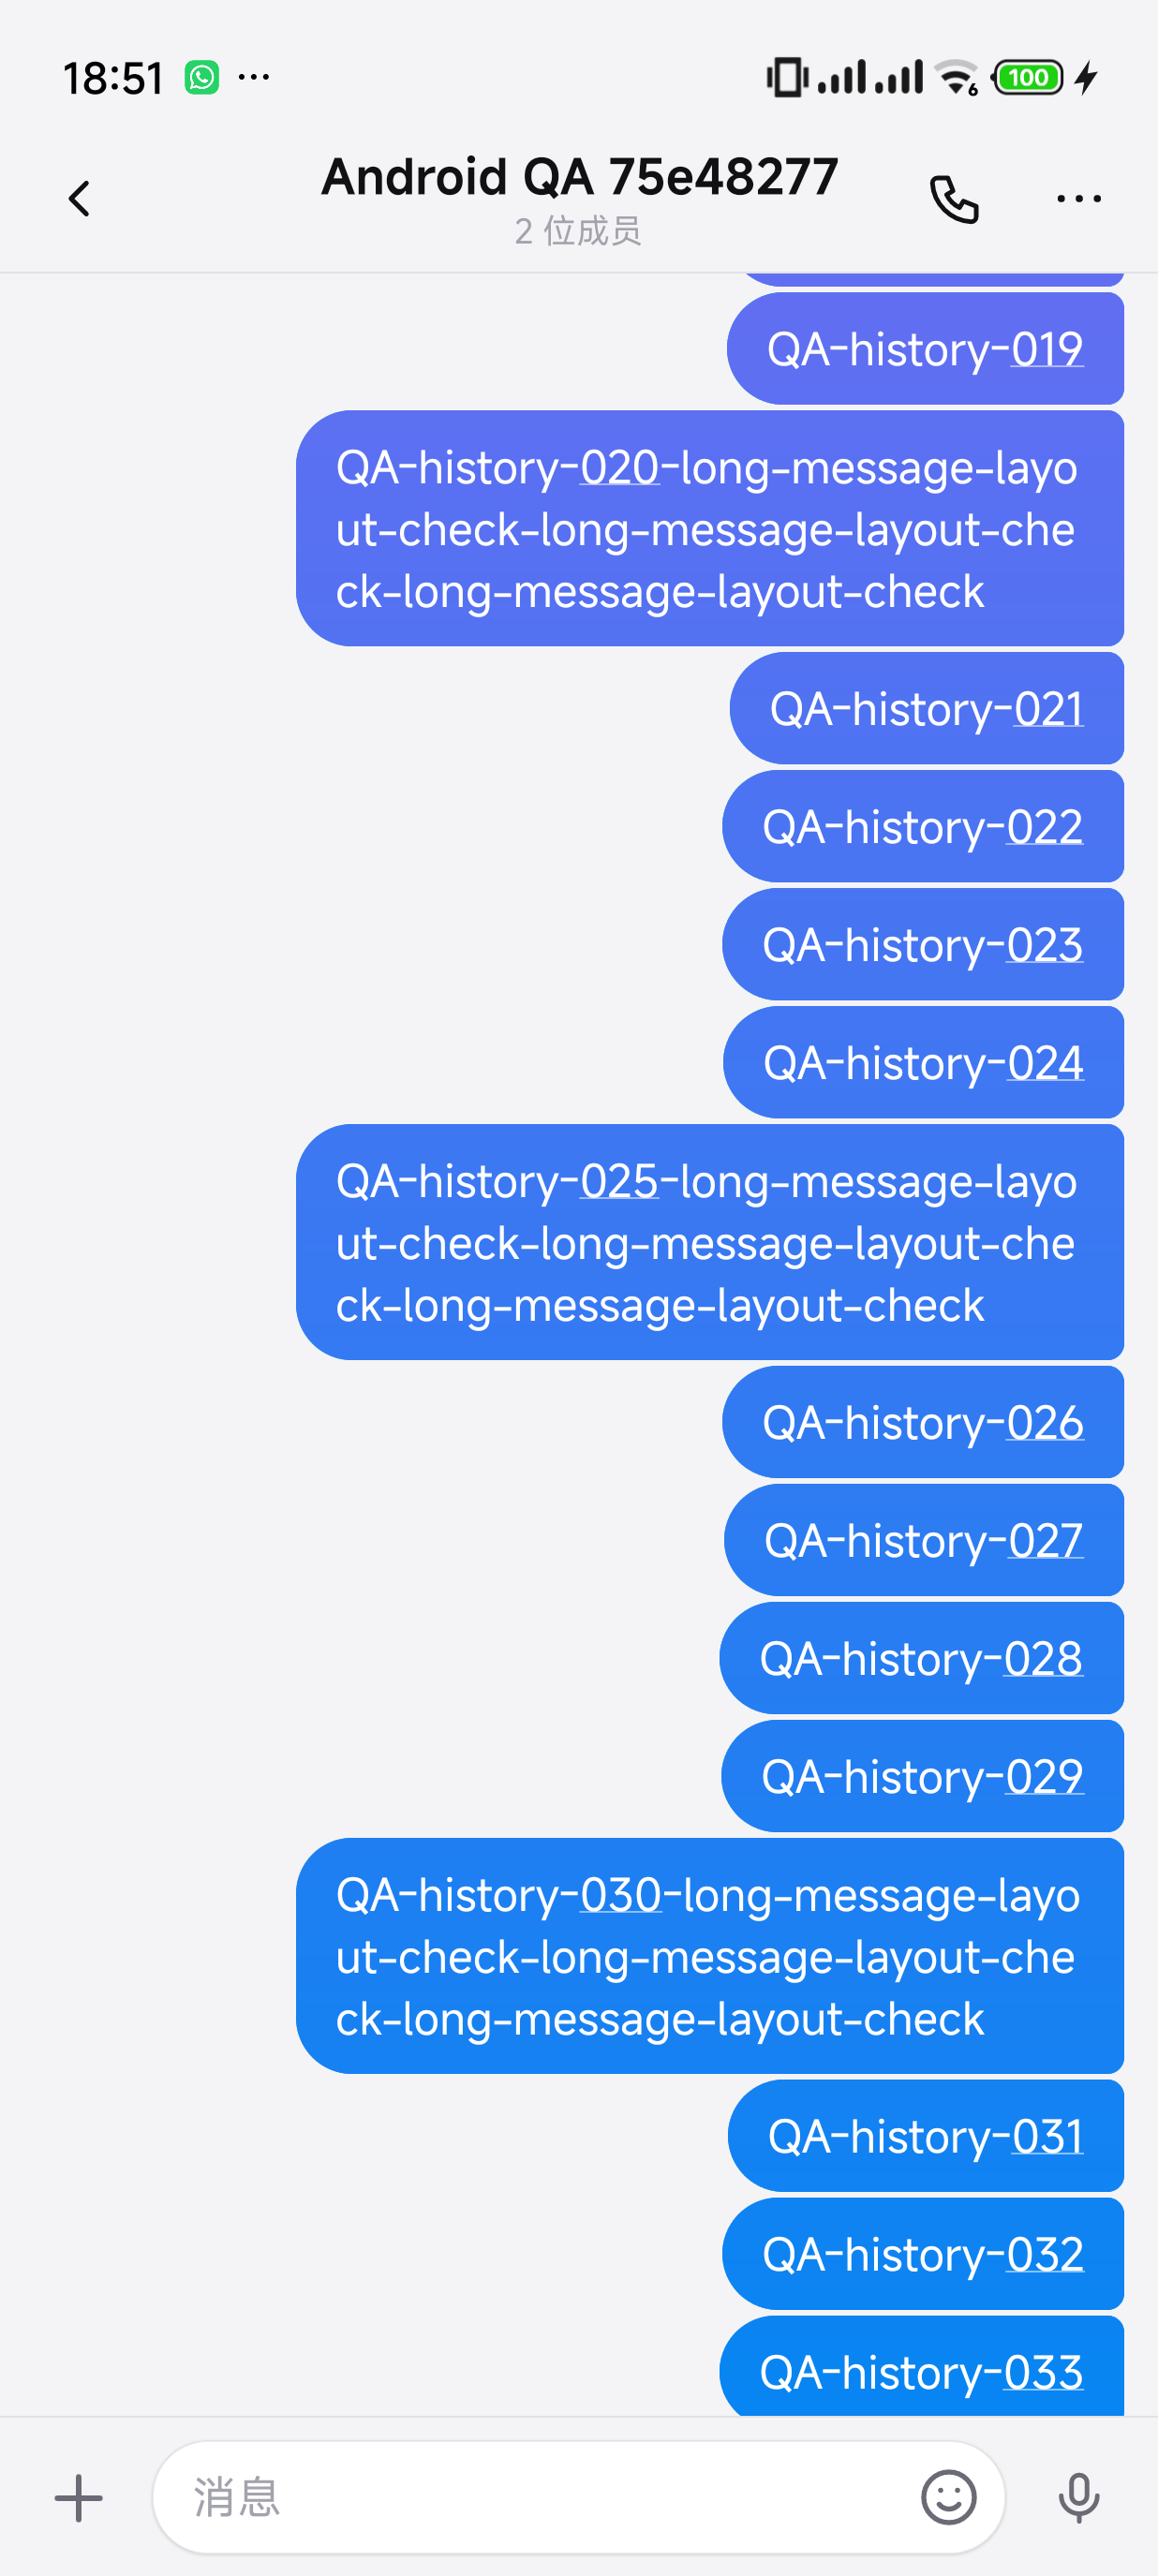 18:51
6
100
Android QA 75e48277
2 位成员
QA-history-019
QA-history-020-long-message-layo
ut-check-long-message-layout-che
ck-long-message-layout-check
QA-history-021
QA-history-022
QA-history-023
QA-history-024
QA-history-025-long-message-layo
ut-check-long-message-layout-che
ck-long-message-layout-check
QA-history-026
QA-history-027
QA-history-028
QA-history-029
QA-history-030-long-message-layo
ut-check-long-message-layout-che
ck-long-message-layout-check
QA-history-031
QA-history-032
QA-history-033
消息